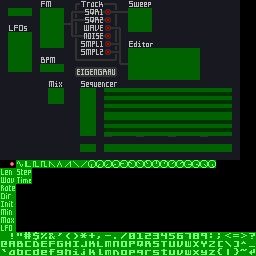 FM
Track
Sweep
SQR1
LFOs
SQR2
WAVE
NOISE
SMPL1
Editor
SMPL2
BPM
EIGENGRAU
Mix
Sequencer
Len Step
Wav Time
Rate
Dir
Init
Min
Max
LFO
!"#$%&'()*+,-./0123456789:;<=>?
@ABCDEFGHIJKLMNOPQRSTUVWXYZ[\]^_
`abcdefghijklmnopqrstuvwxyz{|}~